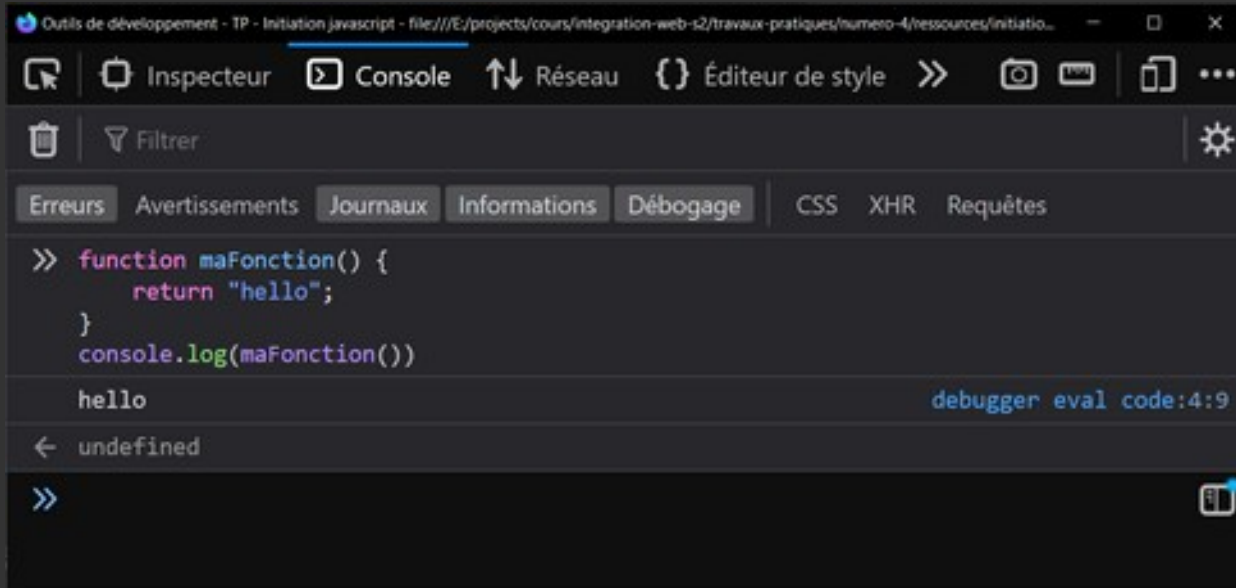 Outils de développement - TP - Initiation javascript - file:///E:/projects/cours/integration-web-s2/travaux-pratiques/numero-4/ressources/initiatio...
Inspecteur Console Réseau {} Éditeur de style
Filtrer
Erreurs Avertissements Journaux Informations Débogage CSS XHR Requêtes
function maFonction() {
return "hello";
}
console.log(maFonction())
hello debugger eval code:4:9
undefined